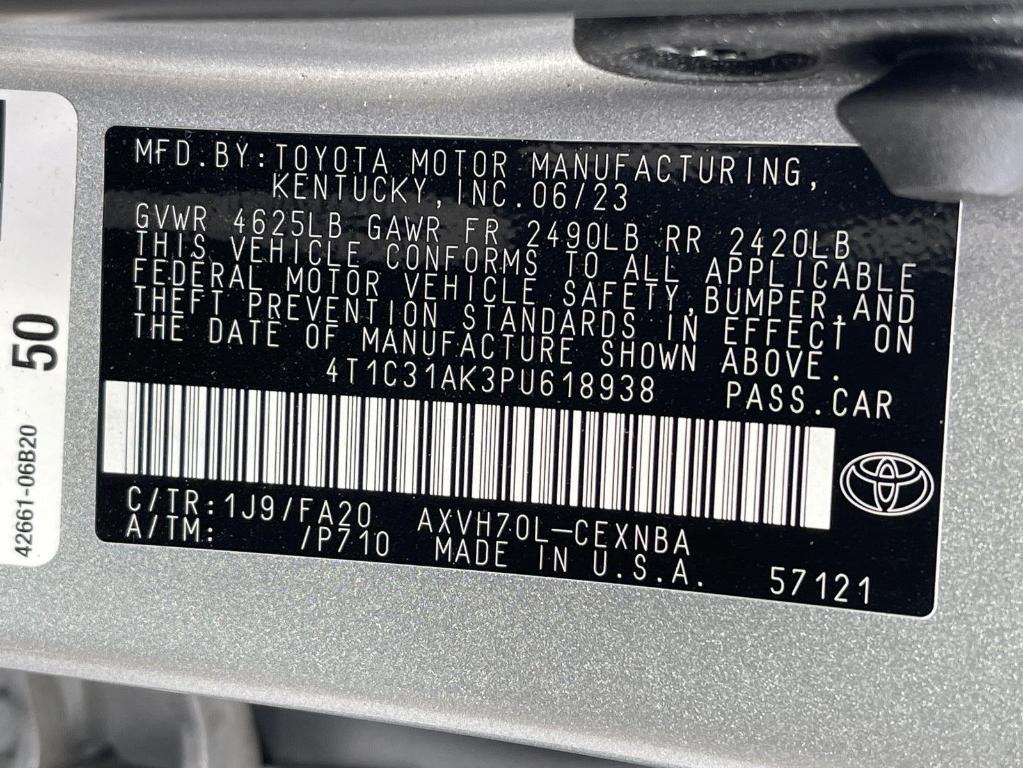 MFD.BY:TOYOTA MOTOR MANUFACTURING,
KENTUCKY, INC.06/23
GVWR 4625LB GAWR FR 2490LB RR 2420LB
THIS VEHICLE CONFORMS TO ALL APPLICABLE
FEDERAL MOTOR VEHICLE SAFETY,BUMPER,AND
THEFT PREVENTION STANDARDS IN EFFECT ON
THE DATE OF MANUFACTURE SHOWN ABOVE.
4T1C31AK3PU618938 PASS.CAR
C/TR:1J9/FA20 AXVH70L-CEXNBA
A/TM: /P710 MADE IN U.S.A. 57121
50
42661-06B20